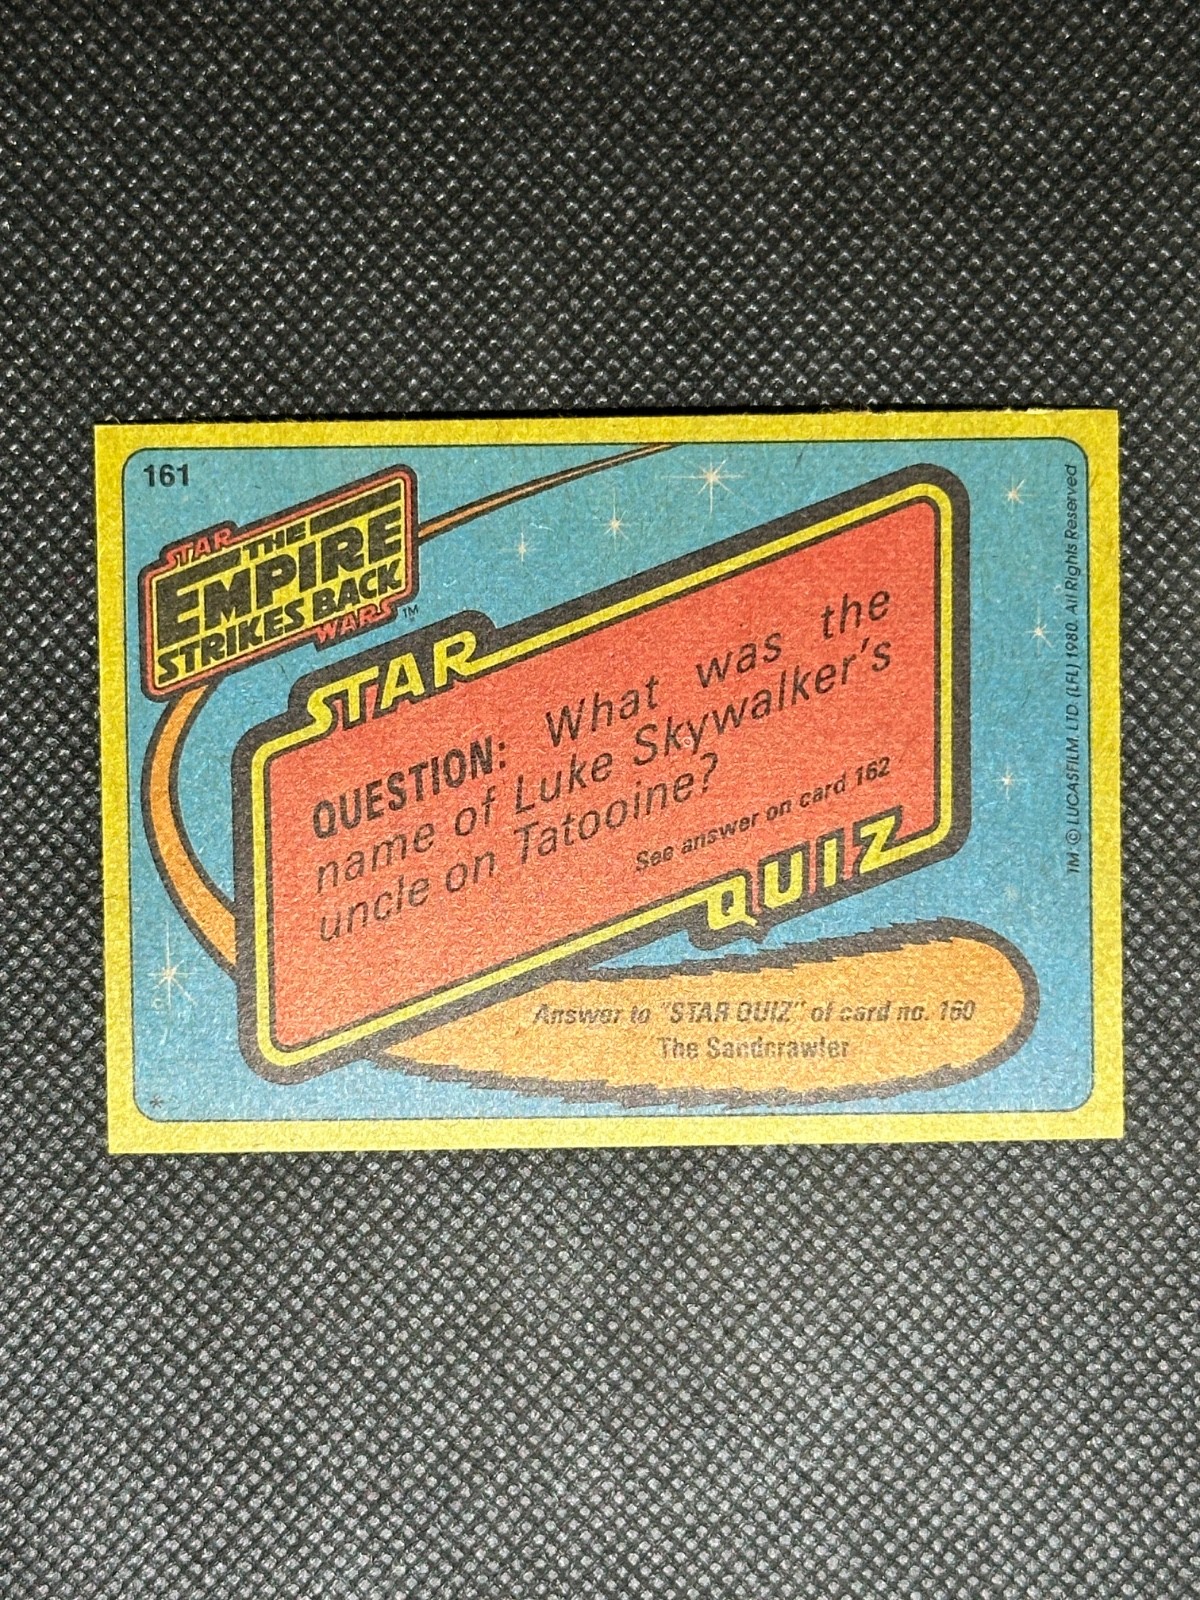 161
STAR
THE
EMPIRE
STRIKES BACK
WARS™
STAR
QUESTION: What was the
name of Luke Skywalker's
uncle on Tatooine?
See answer on card 162
QUIZ
Answer to "STAR QUIZ" of card no. 160
The Sandcrawler
*
TM © LUCASFILM, LTD (LFL) 1980. All Rights Reserved